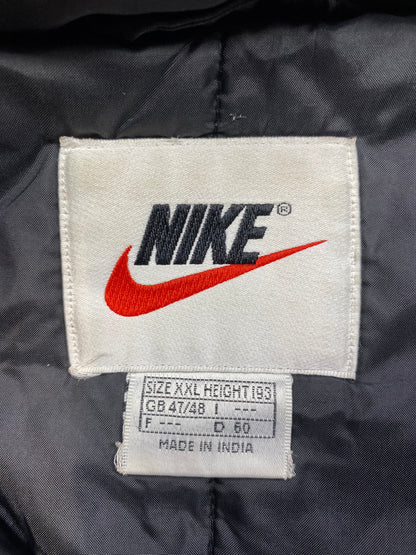 NIKE®
SIZE XXL HEIGHT 193
GB 47/48 I ---
F --- D 60
MADE IN INDIA